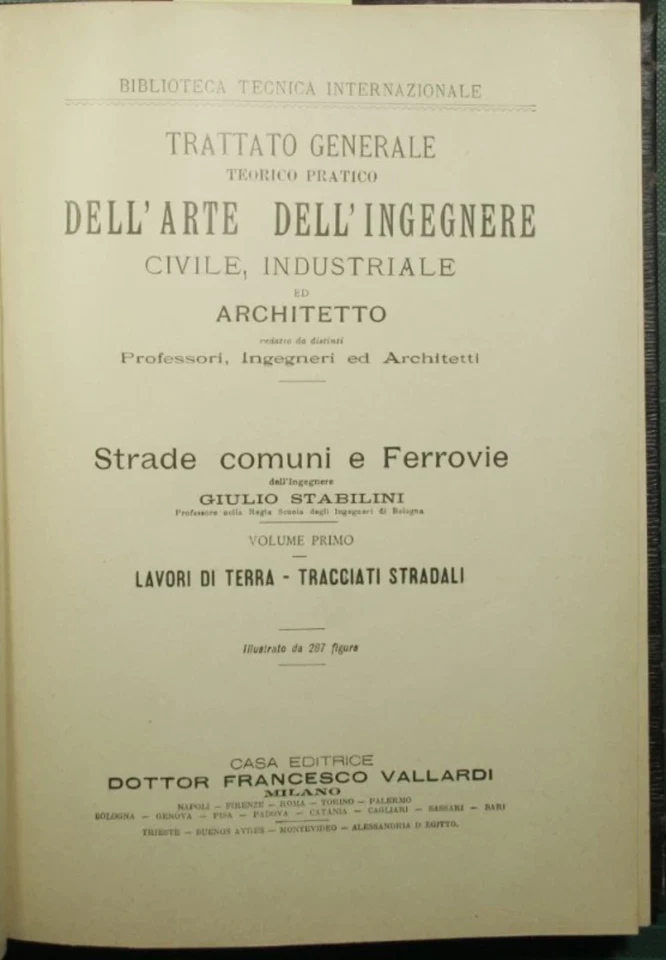 BIBLIOTECA TECNICA INTERNAZIONALE
TRATTATO GENERALE
TEORICO PRATICO
DELL'ARTE DELL'INGEGNERE
CIVILE, INDUSTRIALE
ED
ARCHITETTO
redatto da distinti
Professori, Ingegneri ed Architetti
Strade comuni e Ferrovie
dell'Ingegnere
GIULIO STABILINI
Professore nella Regia Scuola degli Ingegneri di Bologna
VOLUME PRIMO
LAVORI DI TERRA - TRACCIATI STRADALI
Illustrato da 267 figure
CASA EDITRICE
DOTTOR FRANCESCO VALLARDI
MILANO
NAPOLI — FIRENZE — ROMA — TORINO — PALERMO
BOLOGNA — GENOVA — PISA — PADOVA — CATANIA — CAGLIARI — SASSARI — BARI
TRIESTE — BUENOS AYRES — MONTEVIDEO — ALESSANDRIA D'EGITTO.